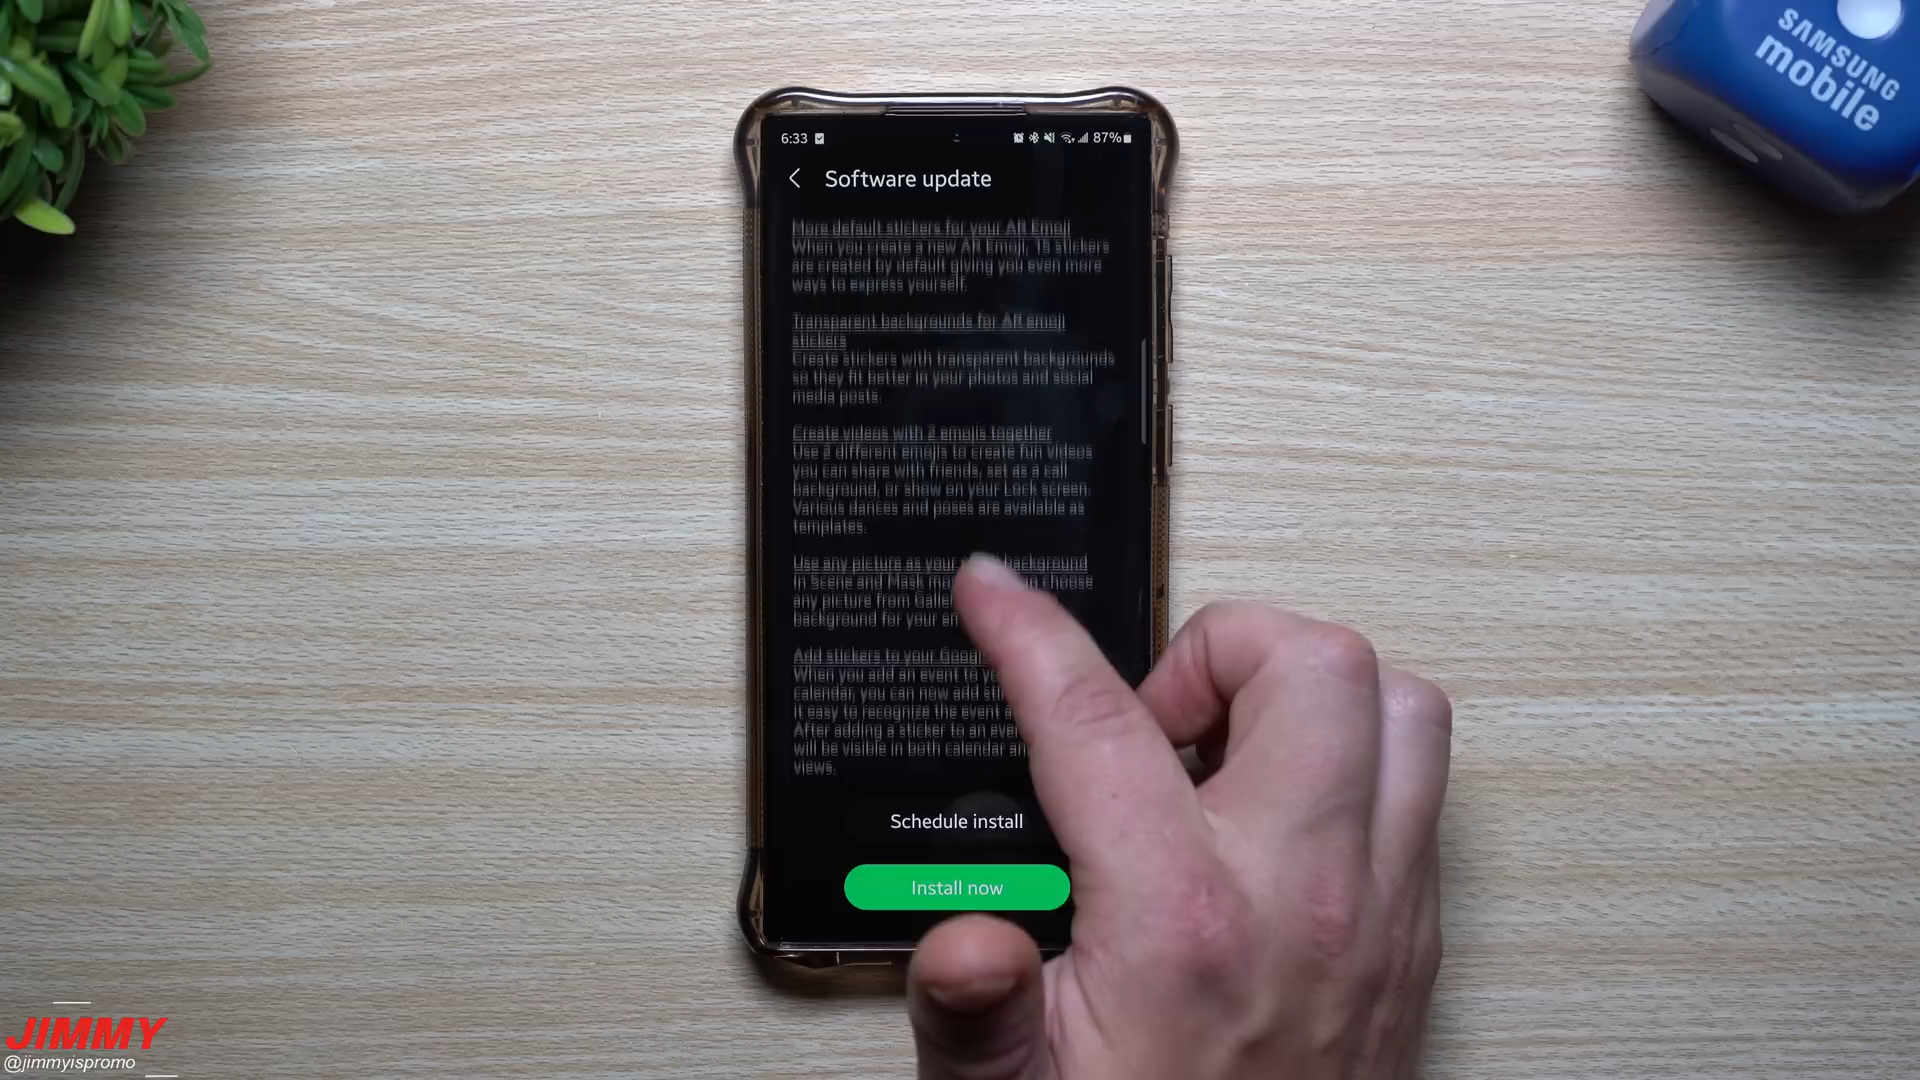 SAMSUNG
mobile
6:33
87%
Software update
More default stickers for your AR Emoji
When you create a new AR Emoji, 15 stickers
are created by default giving you even more
ways to express yourself.
Transparent backgrounds for AR emoji
stickers
Create stickers with transparent backgrounds
so they fit better in your photos and social
media posts.
Create videos with 2 emojis together
Use 2 different emojis to create fun videos
you can share with friends, set as a call
background, or show on your Lock screen.
Various dances and poses are available as
templates.
Use any picture as your background
In Scene and Mask choose
any picture from
background for your
Add stickers to your
When you add an event to
calendar, you can now add
it easy to recognize the event
After adding a sticker to an
will be visible in both calendar
views.
Schedule install
Install now
JIMMY
@jimmyispromo